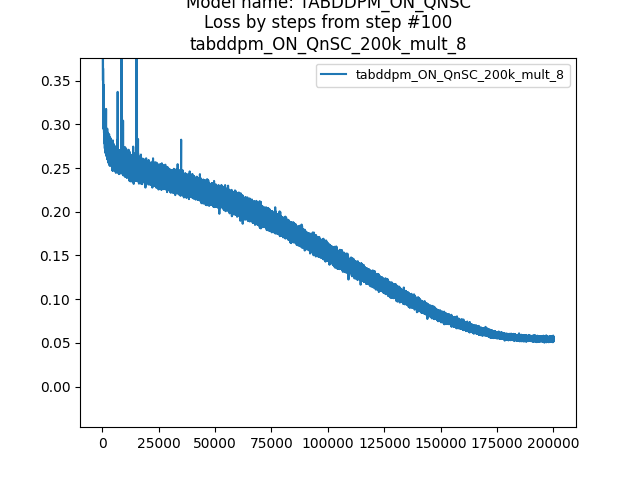 Model name: TABDDPM_ON_QNSC
Loss by steps from step #100
tabddpm_ON_QnSC_200k_mult_8
tabddpm_ON_QnSC_200k_mult_8
0.35
0.30
0.25
0.20
0.15
0.10
0.05
0.00
0 25000 50000 75000 100000 125000 150000 175000 200000